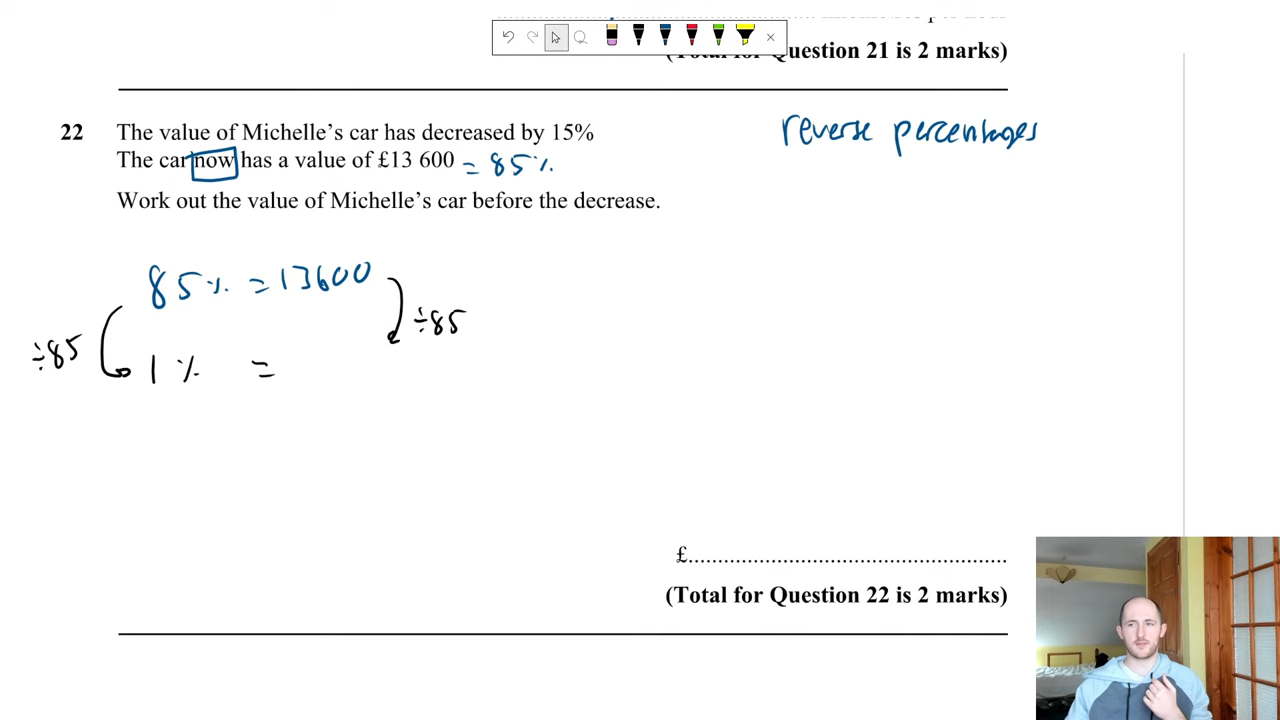 (Total for Question 21 is 2 marks)
22 The value of Michelle's car has decreased by 15%
reverse percentages
The car now has a value of £13 600 = 85%
Work out the value of Michelle's car before the decrease.
85% = 13600
÷85
÷85
1% =
£......................................................
(Total for Question 22 is 2 marks)